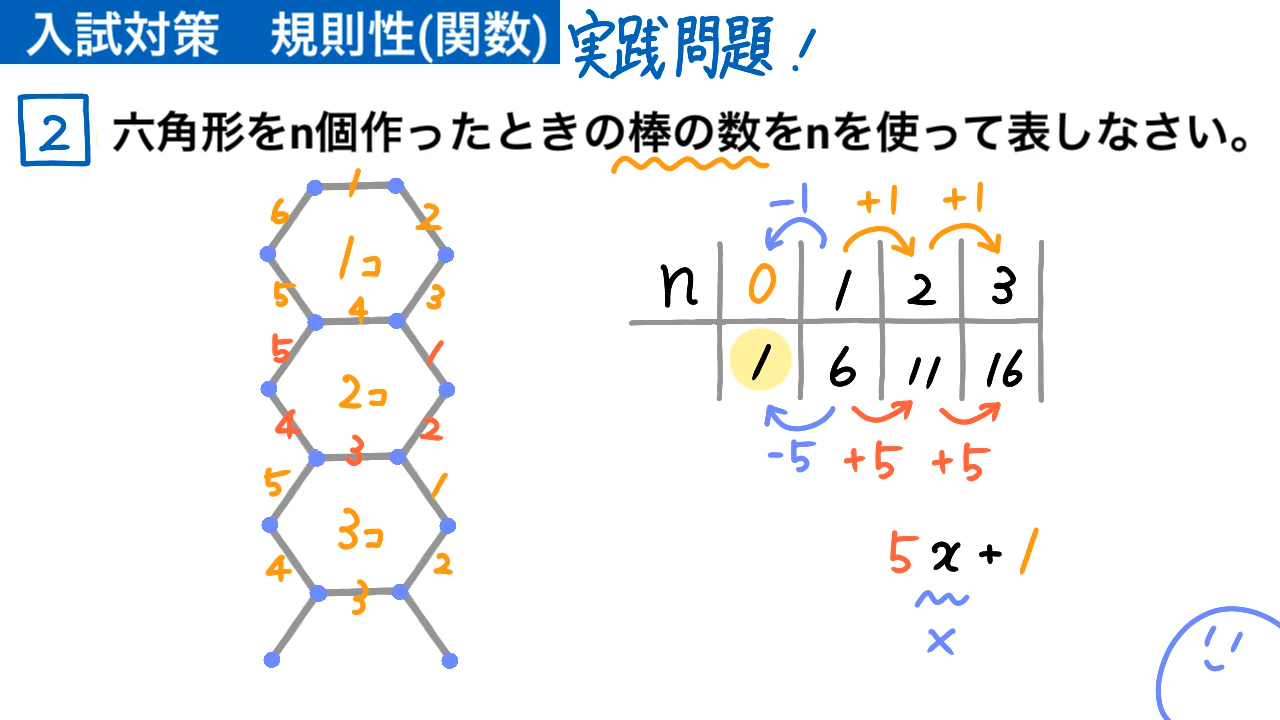 入試対策 規則性(関数) 実践問題!
2 六角形をn個作ったときの棒の数をnを使って表しなさい。
1
6 2
1コ
5 4 3
5 1
2コ
4 3 2
5 1
3コ
4 3 2
-1 +1 +1
n 0 1 2 3
1 6 11 16
-5 +5 +5
5x+1
×